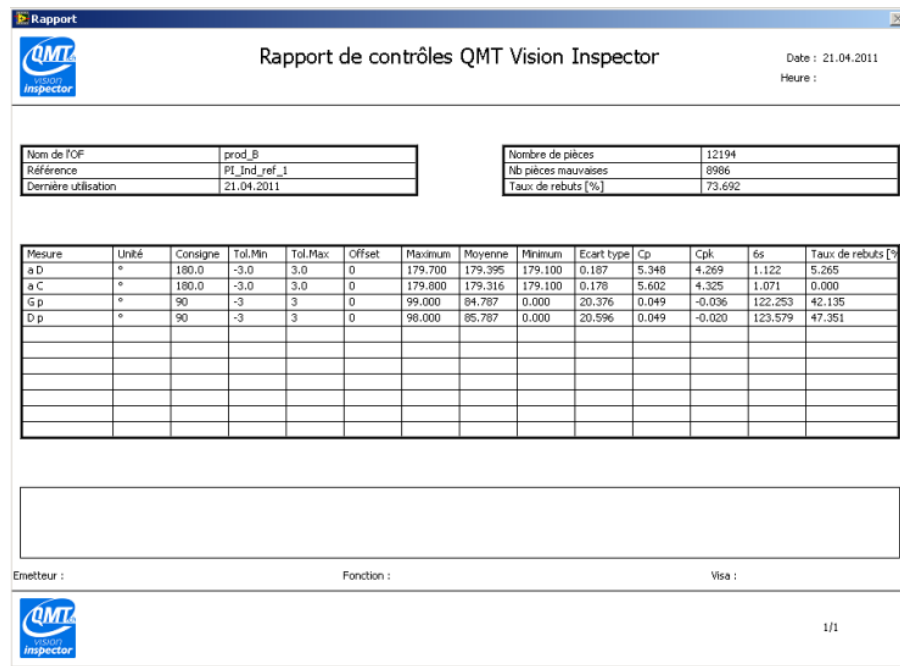 Rapport
QMT
vision
inspector
Rapport de contrôles QMT Vision Inspector
Date : 21.04.2011
Heure :
Nom de l'OF prod_B
Référence PI_Ind_ref_1
Dernière utilisation 21.04.2011
Nombre de pièces 12194
Nb pièces mauvaises 8986
Taux de rebuts [%] 73.692
Mesure Unité Consigne Tol.Min Tol.Max Offset Maximum Moyenne Minimum Ecart type Cp Cpk 6s Taux de rebuts [%
a D ° 180.0 -3.0 3.0 0 179.700 179.395 179.100 0.187 5.348 4.269 1.122 5.265
a C ° 180.0 -3.0 3.0 0 179.800 179.316 179.100 0.178 5.602 4.325 1.071 0.000
G p ° 90 -3 3 0 99.000 84.787 0.000 20.376 0.049 -0.036 122.253 42.135
D p ° 90 -3 3 0 98.000 85.787 0.000 20.596 0.049 -0.020 123.579 47.351
Emetteur : Fonction : Visa :
QMT
vision
inspector
1/1